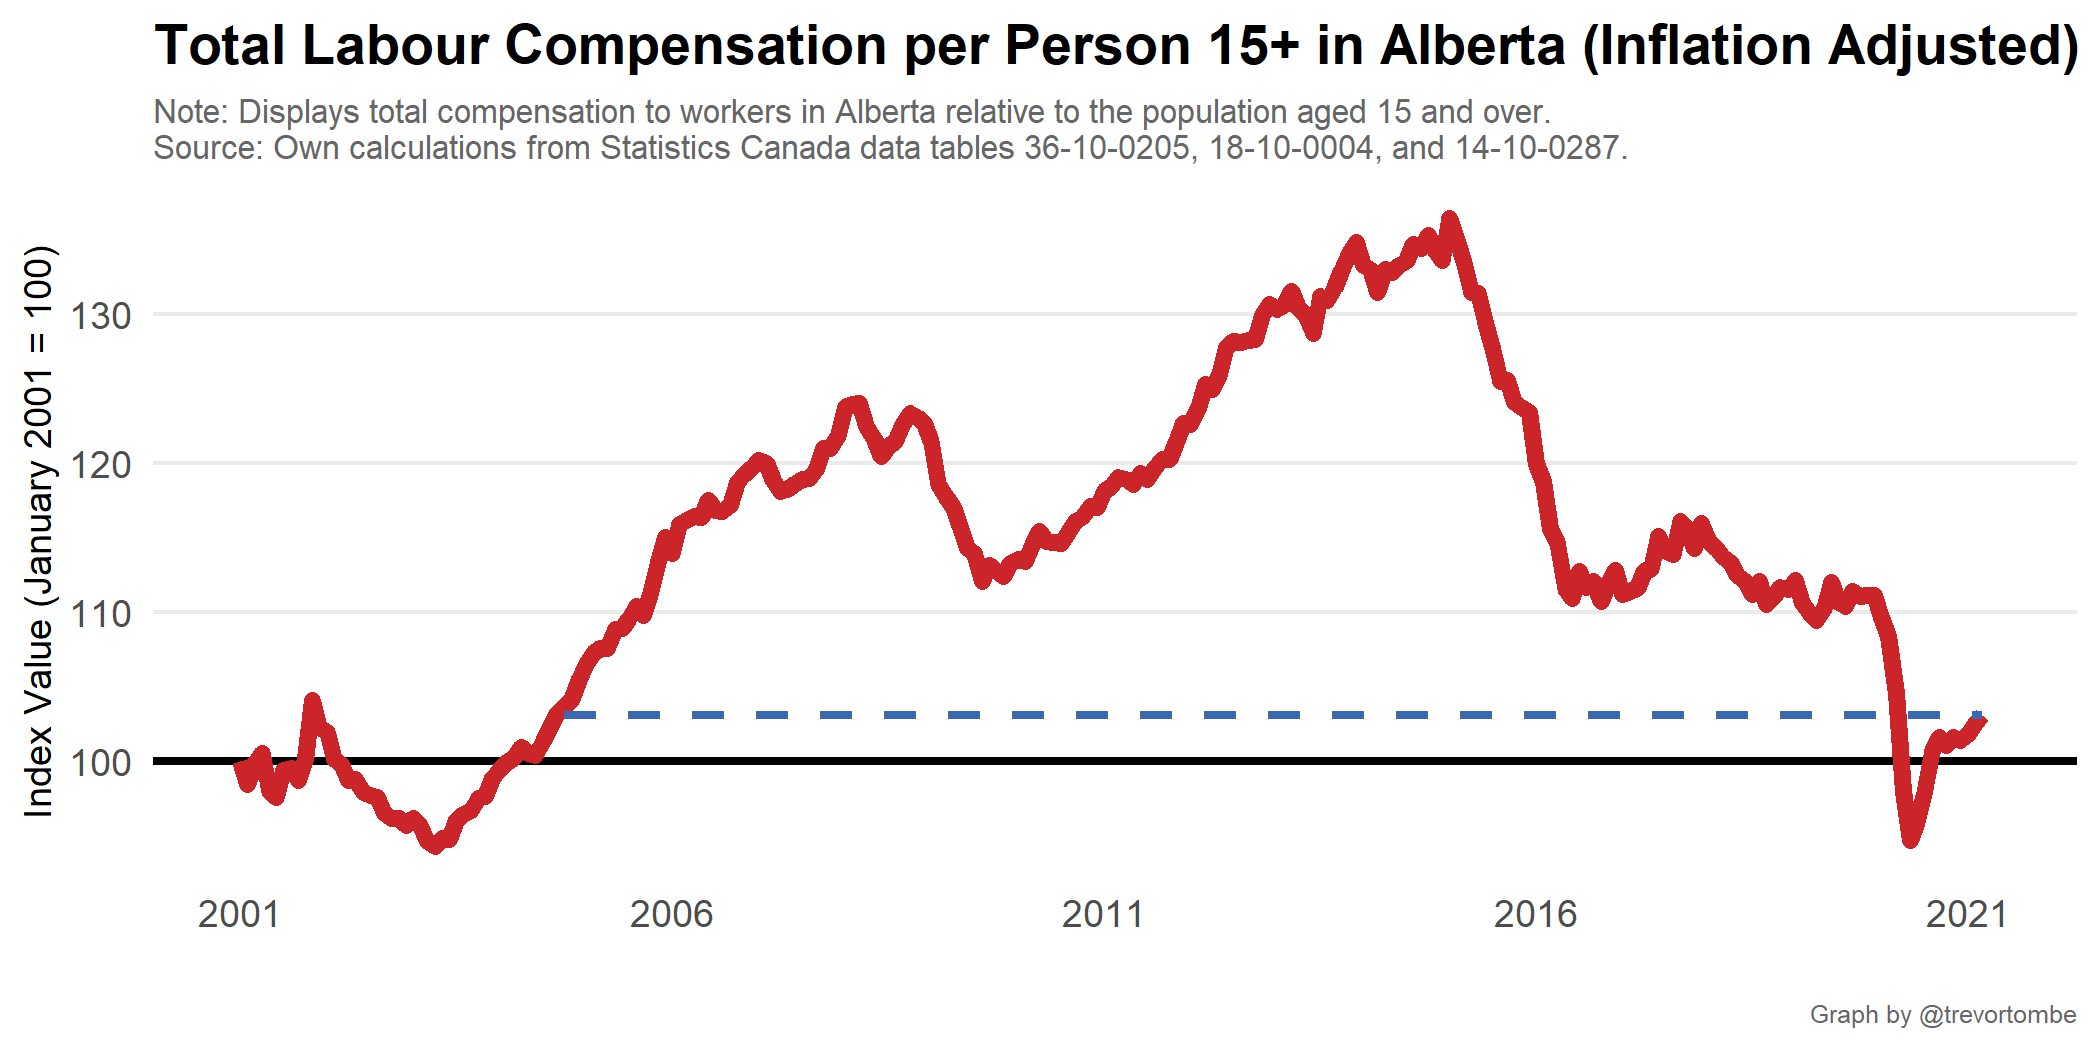 Total Labour Compensation per Person 15+ in Alberta (Inflation Adjusted)
Note: Displays total compensation to workers in Alberta relative to the population aged 15 and over.
Source: Own calculations from Statistics Canada data tables 36-10-0205, 18-10-0004, and 14-10-0287.
Index Value (January 2001 = 100)
130
120
110
100
2001
2006
2011
2016
2021
Graph by @trevortombe